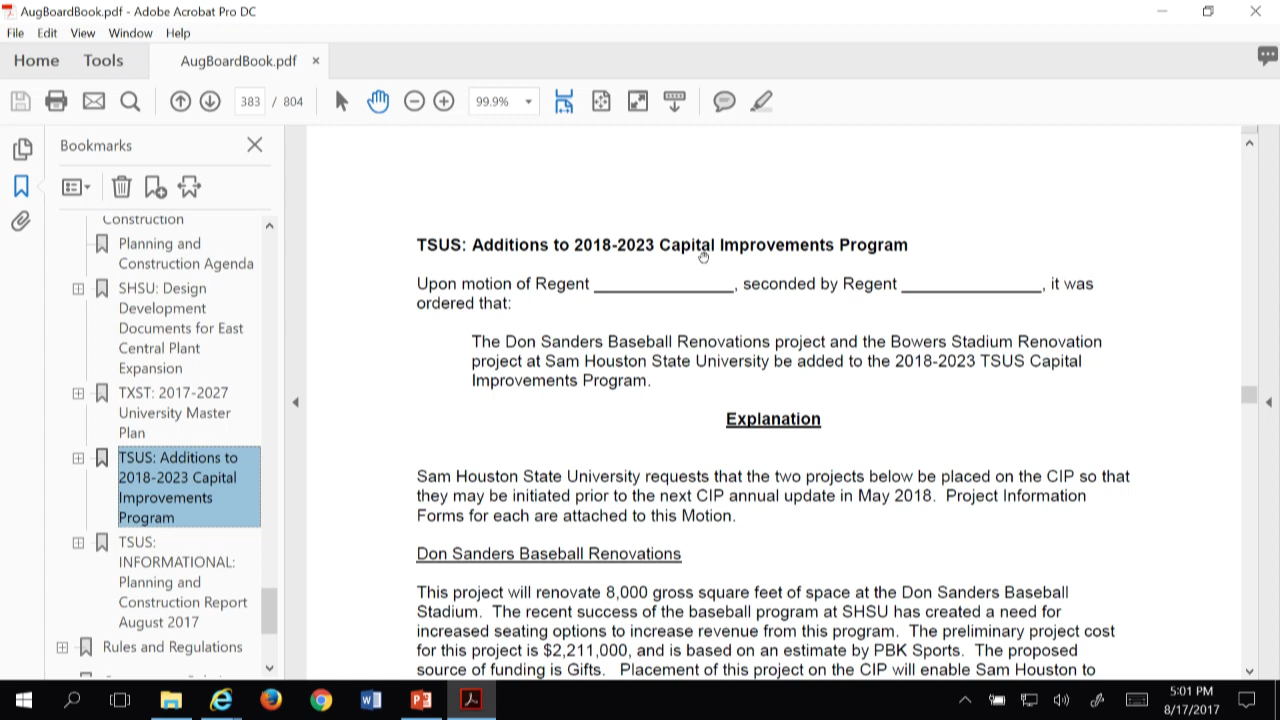 AugBoardBook.pdf - Adobe Acrobat Pro DC
File Edit View Window Help
Home Tools AugBoardBook.pdf ×
383 / 804 99.9%
Bookmarks
Construction
Planning and
Construction Agenda
SHSU: Design
Development
Documents for East
Central Plant
Expansion
TXST: 2017-2027
University Master
Plan
TSUS: Additions to
2018-2023 Capital
Improvements
Program
TSUS:
INFORMATIONAL:
Planning and
Construction Report
August 2017
Rules and Regulations
TSUS: Additions to 2018-2023 Capital Improvements Program
Upon motion of Regent _______________, seconded by Regent _______________, it was
ordered that:
The Don Sanders Baseball Renovations project and the Bowers Stadium Renovation
project at Sam Houston State University be added to the 2018-2023 TSUS Capital
Improvements Program.
Explanation
Sam Houston State University requests that the two projects below be placed on the CIP so that
they may be initiated prior to the next CIP annual update in May 2018. Project Information
Forms for each are attached to this Motion.
Don Sanders Baseball Renovations
This project will renovate 8,000 gross square feet of space at the Don Sanders Baseball
Stadium. The recent success of the baseball program at SHSU has created a need for
increased seating options to increase revenue from this program. The preliminary project cost
for this project is $2,211,000, and is based on an estimate by PBK Sports. The proposed
source of funding is Gifts. Placement of this project on the CIP will enable Sam Houston to
5:01 PM
8/17/2017